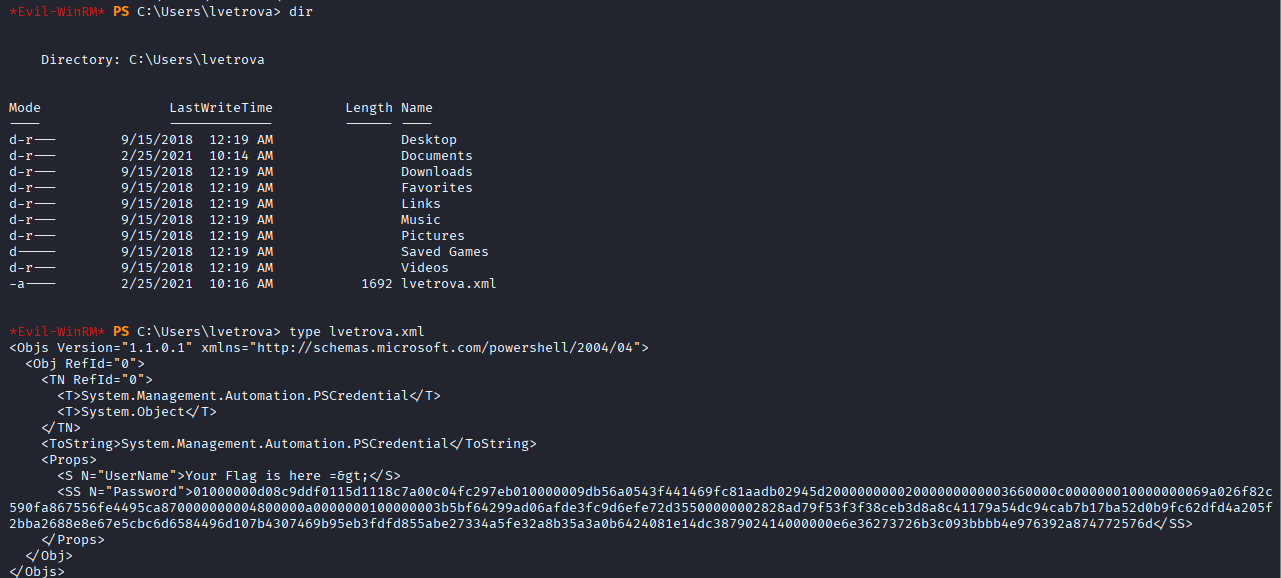 *Evil-WinRM* PS C:\Users\lvetrova> dir
Directory: C:\Users\lvetrova
Mode                LastWriteTime         Length Name
----                -------------         ------ ----
d-r---        9/15/2018  12:19 AM                Desktop
d-r---        2/25/2021  10:14 AM                Documents
d-r---        9/15/2018  12:19 AM                Downloads
d-r---        9/15/2018  12:19 AM                Favorites
d-r---        9/15/2018  12:19 AM                Links
d-r---        9/15/2018  12:19 AM                Music
d-r---        9/15/2018  12:19 AM                Pictures
d-----        9/15/2018  12:19 AM                Saved Games
d-r---        9/15/2018  12:19 AM                Videos
-a----        2/25/2021  10:16 AM           1692 lvetrova.xml
*Evil-WinRM* PS C:\Users\lvetrova> type lvetrova.xml
<Objs Version="1.1.0.1" xmlns="http://schemas.microsoft.com/powershell/2004/04">
<Obj RefId="0">
<TN RefId="0">
<T>System.Management.Automation.PSCredential</T>
<T>System.Object</T>
</TN>
<ToString>System.Management.Automation.PSCredential</ToString>
<Props>
<S N="UserName">Your Flag is here =&gt;</S>
<SS N="Password">01000000d08c9ddf0115d1118c7a00c04fc297eb010000009db56a0543f441469fc81aadb02945d20000000002000000000003660000c000000010000000069a026f82c
590fa867556fe4495ca870000000004800000a0000000100000003b5bf64299ad06afde3fc9d6efe72d35500000002828ad79f53f3f38ceb3d8a8c41179a54dc94cab7b17ba52d0b9fc62dfd4a205f
2bba2688e8e67e5cbc6d6584496d107b4307469b95eb3fdfd855abe27334a5fe32a8b35a3a0b6424081e14dc387902414000000e6e36273726b3c093bbbb4e976392a874772576d</SS>
</Props>
</Obj>
</Objs>